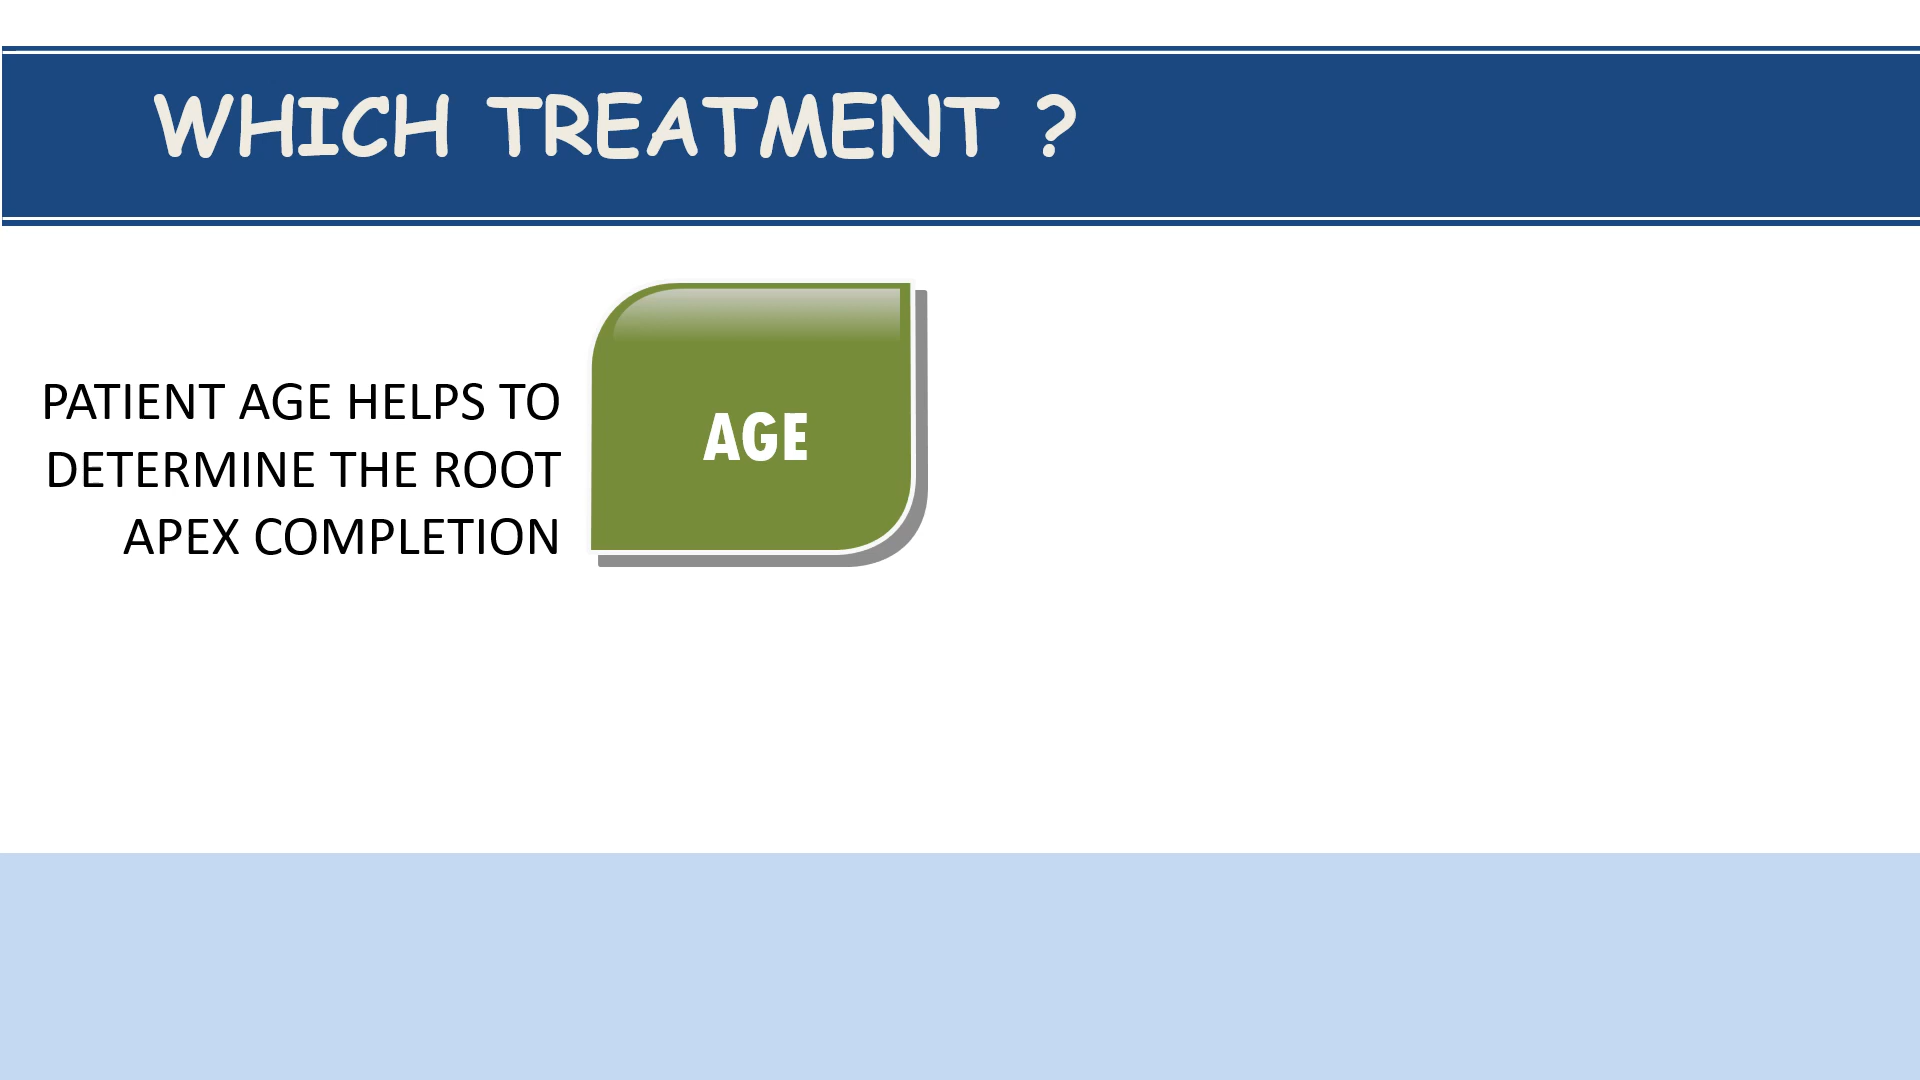 WHICH TREATMENT ?
PATIENT AGE HELPS TO
DETERMINE THE ROOT
APEX COMPLETION
AGE